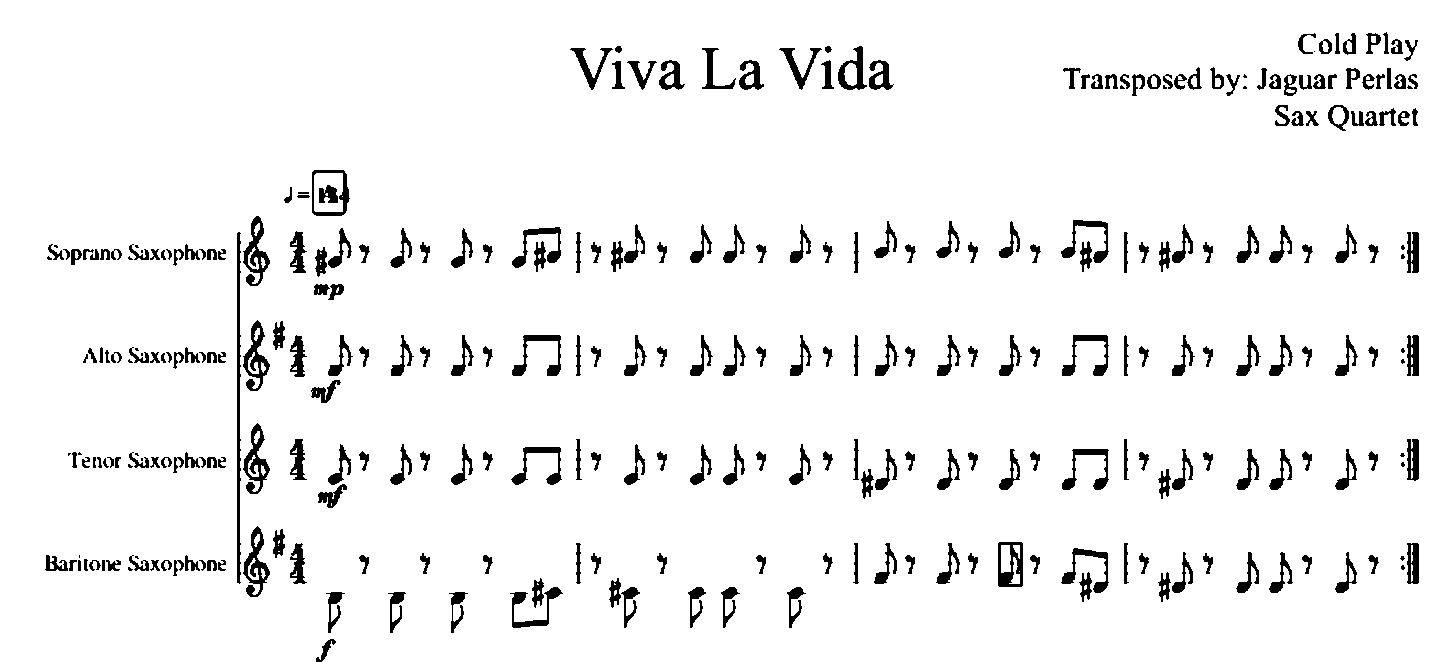 Viva La Vida
Cold Play
Transposed by: Jaguar Perlas
Sax Quartet
Soprano Saxophone
mp
Alto Saxophone
mf
Tenor Saxophone
mf
Baritone Saxophone
f